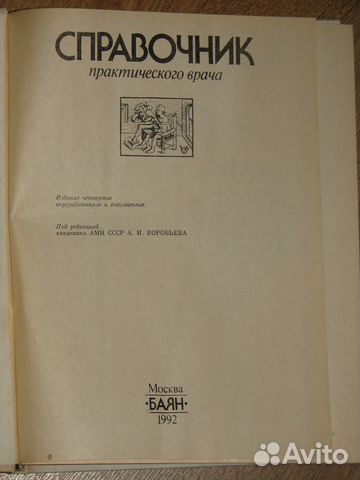 СПРАВОЧНИК
практического врача
Издание четвертое
переработанное и дополненное
Под редакцией
академика АМН СССР А. И. ВОРОБЬЕВА
Москва
·БАЯН·
1992
Avito